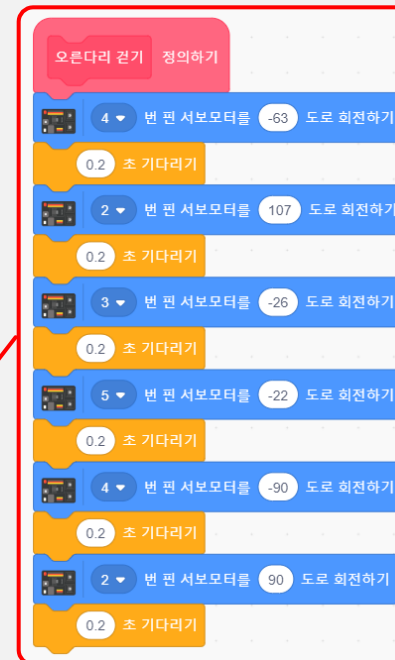 오른다리 걷기 정의하기
4 번 핀 서보모터를 -63 도로 회전하기
0.2 초 기다리기
2 번 핀 서보모터를 107 도로 회전하기
0.2 초 기다리기
3 번 핀 서보모터를 -26 도로 회전하기
0.2 초 기다리기
5 번 핀 서보모터를 -22 도로 회전하기
0.2 초 기다리기
4 번 핀 서보모터를 -90 도로 회전하기
0.2 초 기다리기
2 번 핀 서보모터를 90 도로 회전하기
0.2 초 기다리기